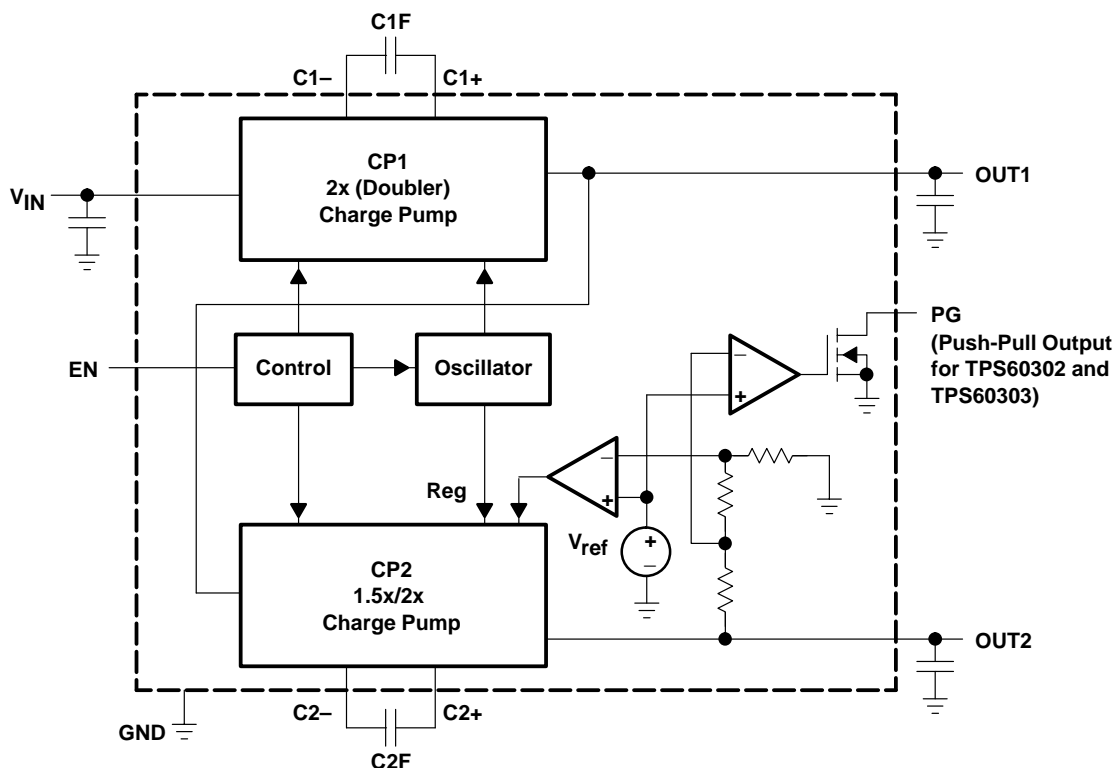 C1F
C1–
C1+
CP1
2x (Doubler)
Charge Pump
VIN
OUT1
EN
Control
Oscillator
PG
(Push-Pull Output
for TPS60302 and
TPS60303)
–
+
–
+
Reg
Vref
+
–
CP2
1.5x/2x
Charge Pump
OUT2
GND
C2–
C2+
C2F